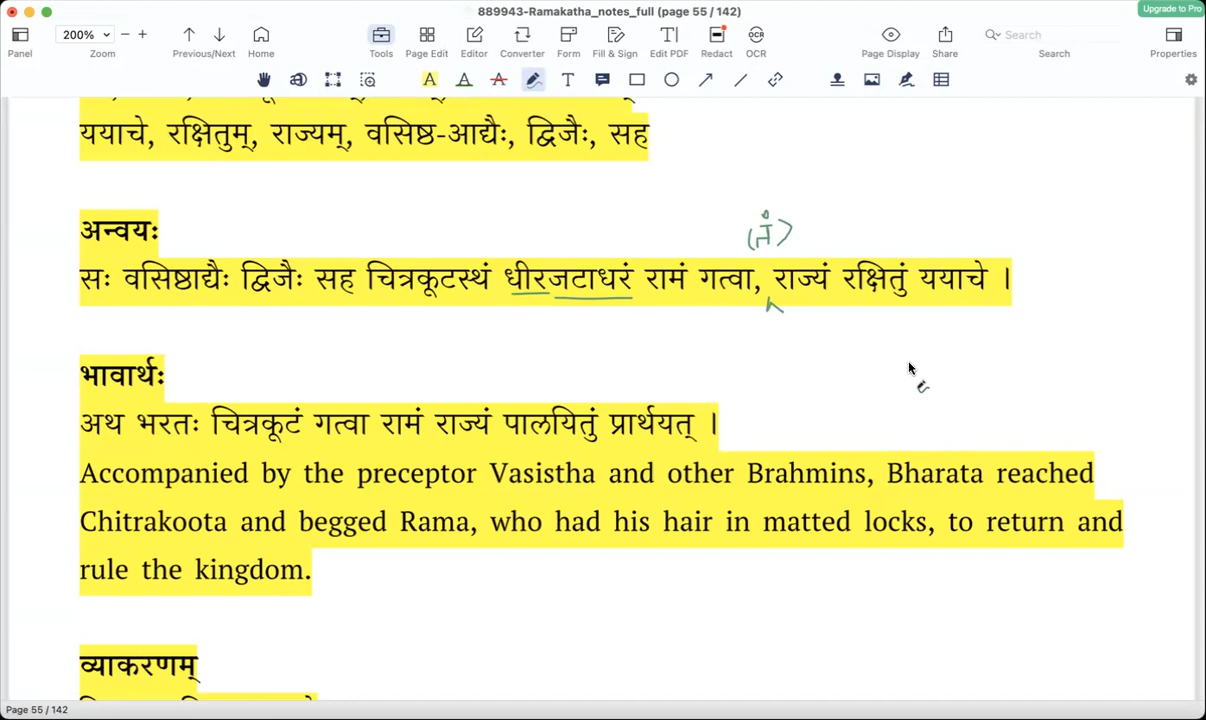 889943-Ramakatha_notes_full (page 55 / 142)
Upgrade to Pro
200%
Search
Panel Zoom Previous/Next Home Tools Page Edit Editor Converter Form Fill & Sign Edit PDF Redact OCR Page Display Share Search Properties
ययाचे, रक्षितुम्, राज्यम्, वसिष्ठ-आद्यैः, द्विजैः, सह
(तं)
अन्वयः
सः वसिष्ठाद्यैः द्विजैः सह चित्रकूटस्थं धीरजटाधरं रामं गत्वा, राज्यं रक्षितुं ययाचे ।
भावार्थः
अथ भरतः चित्रकूटं गत्वा रामं राज्यं पालयितुं प्रार्थयत् ।
Accompanied by the preceptor Vasistha and other Brahmins, Bharata reached
Chitrakoota and begged Rama, who had his hair in matted locks, to return and
rule the kingdom.
व्याकरणम्
Page 55 / 142